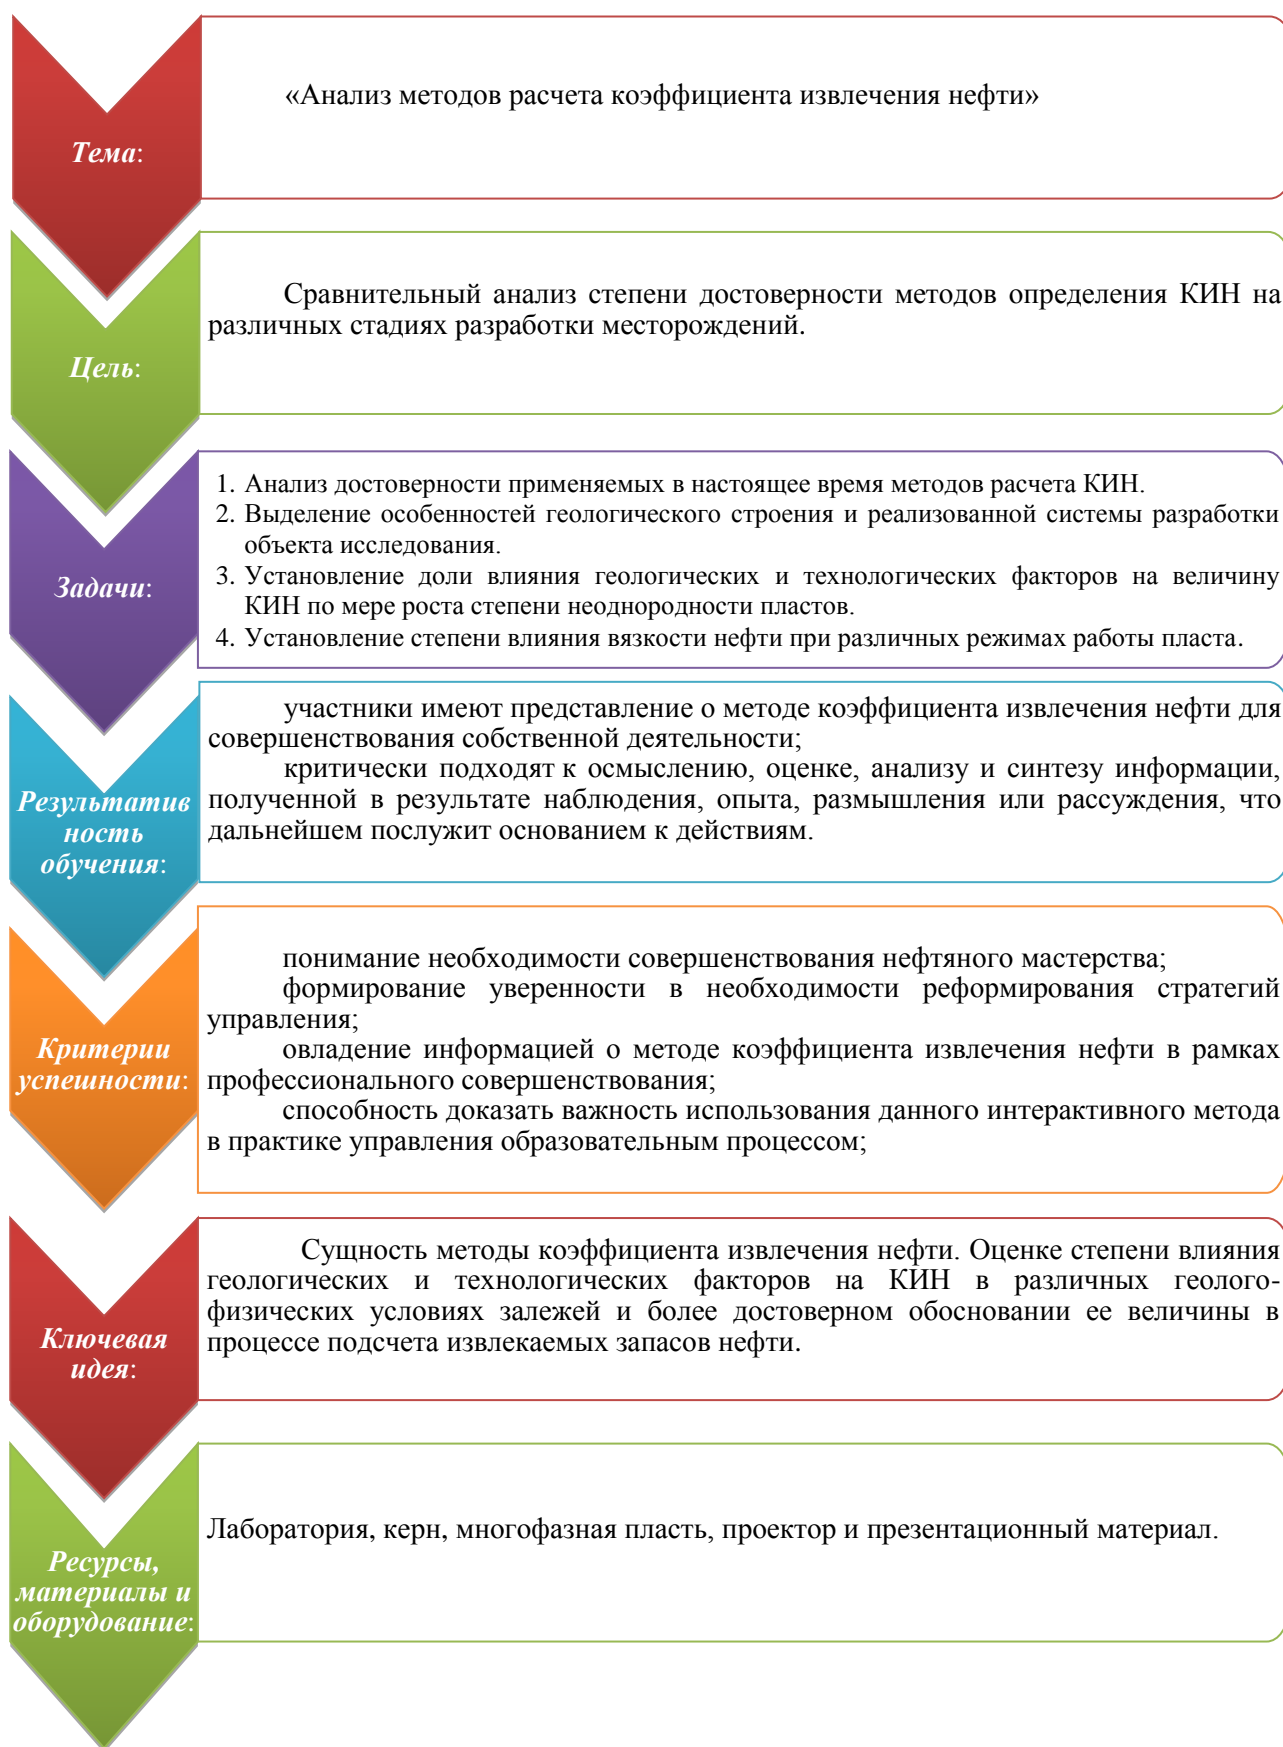 Тема:
«Анализ методов расчета коэффициента извлечения нефти»
Цель:
Сравнительный анализ степени достоверности методов определения КИН на
различных стадиях разработки месторождений.
Задачи:
1. Анализ достоверности применяемых в настоящее время методов расчета КИН.
2. Выделение особенностей геологического строения и реализованной системы разработки
объекта исследования.
3. Установление доли влияния геологических и технологических факторов на величину
КИН по мере роста степени неоднородности пластов.
4. Установление степени влияния вязкости нефти при различных режимах работы пласта.
Результатив
ность
обучения:
участники имеют представление о методе коэффициента извлечения нефти для
совершенствования собственной деятельности;
критически подходят к осмыслению, оценке, анализу и синтезу информации,
полученной в результате наблюдения, опыта, размышления или рассуждения, что
дальнейшем послужит основанием к действиям.
Критерии
успешности:
понимание необходимости совершенствования нефтяного мастерства;
формирование уверенности в необходимости реформирования стратегий
управления;
овладение информацией о методе коэффициента извлечения нефти в рамках
профессионального совершенствования;
способность доказать важность использования данного интерактивного метода
в практике управления образовательным процессом;
Ключевая
идея:
Сущность методы коэффициента извлечения нефти. Оценке степени влияния
геологических и технологических факторов на КИН в различных геолого-
физических условиях залежей и более достоверном обосновании ее величины в
процессе подсчета извлекаемых запасов нефти.
Ресурсы,
материалы и
оборудование:
Лаборатория, керн, многофазная пласть, проектор и презентационный материал.